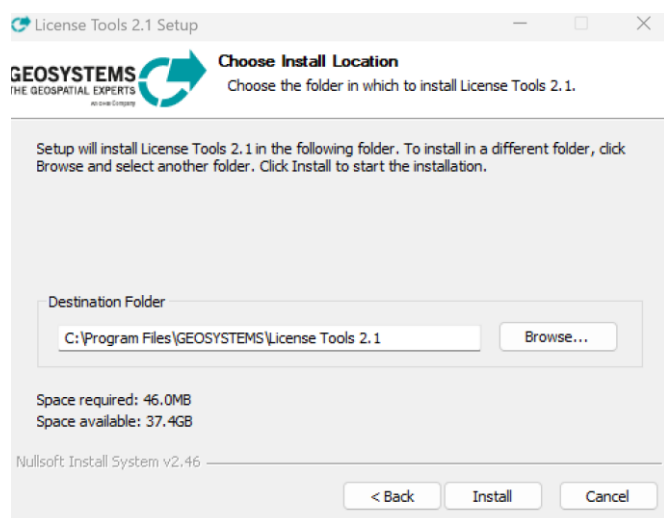 License Tools 2.1 Setup
GEOSYSTEMS
THE GEOSPATIAL EXPERTS
Choose Install Location
Choose the folder in which to install License Tools 2.1.
Setup will install License Tools 2.1 in the following folder. To install in a different folder, click
Browse and select another folder. Click Install to start the installation.
Destination Folder
C:\Program Files\GEOSYSTEMS\License Tools 2.1
Browse...
Space required: 46.0MB
Space available: 37.4GB
Nullsoft Install System v2.46
< Back
Install
Cancel